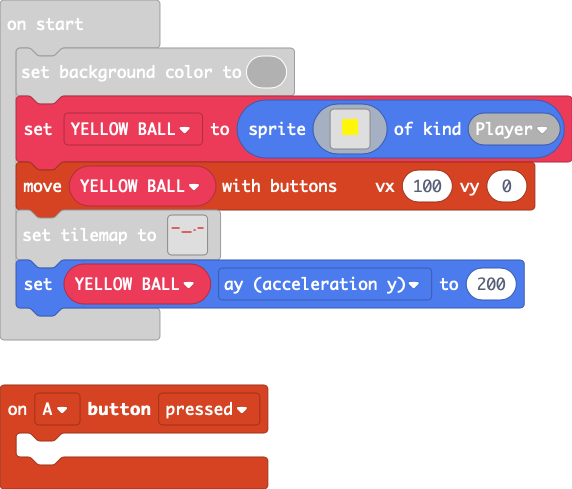 on start
set background color to
set YELLOW BALL to sprite of kind Player
move YELLOW BALL with buttons vx 100 vy 0
set tilemap to
set YELLOW BALL ay (acceleration y) to 200
on A button pressed